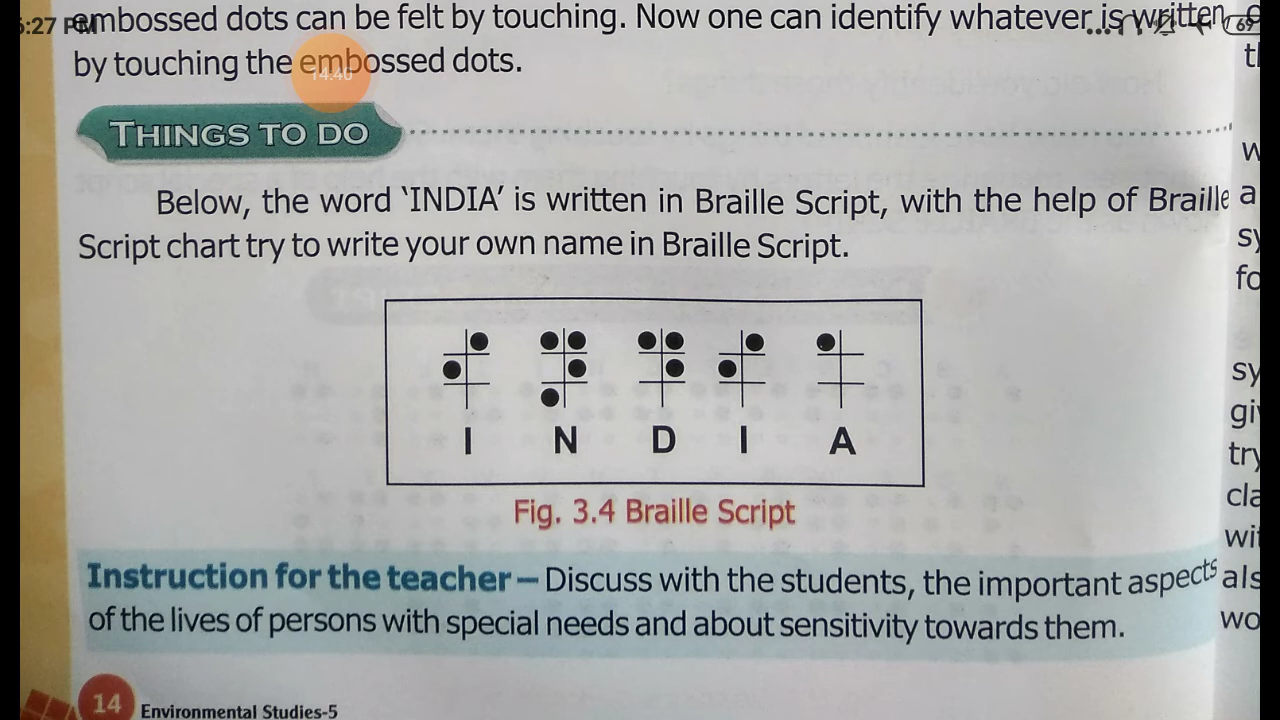 embossed dots can be felt by touching. Now one can identify whatever is written
by touching the embossed dots.
THINGS TO DO
Below, the word ‘INDIA’ is written in Braille Script, with the help of Braille
Script chart try to write your own name in Braille Script.
I N D I A
Fig. 3.4 Braille Script
Instruction for the teacher – Discuss with the students, the important aspects
of the lives of persons with special needs and about sensitivity towards them.
14 Environmental Studies-5
14:40
69